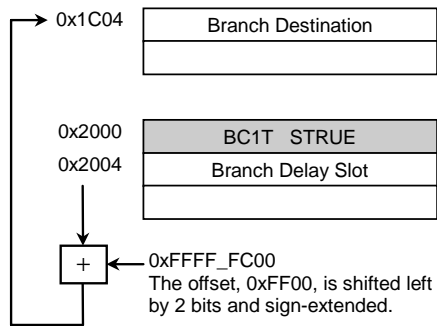 0x1C04 Branch Destination
0x2000 BC1T STRUE
0x2004 Branch Delay Slot
+ 0xFFFF_FC00
The offset, 0xFF00, is shifted left
by 2 bits and sign-extended.